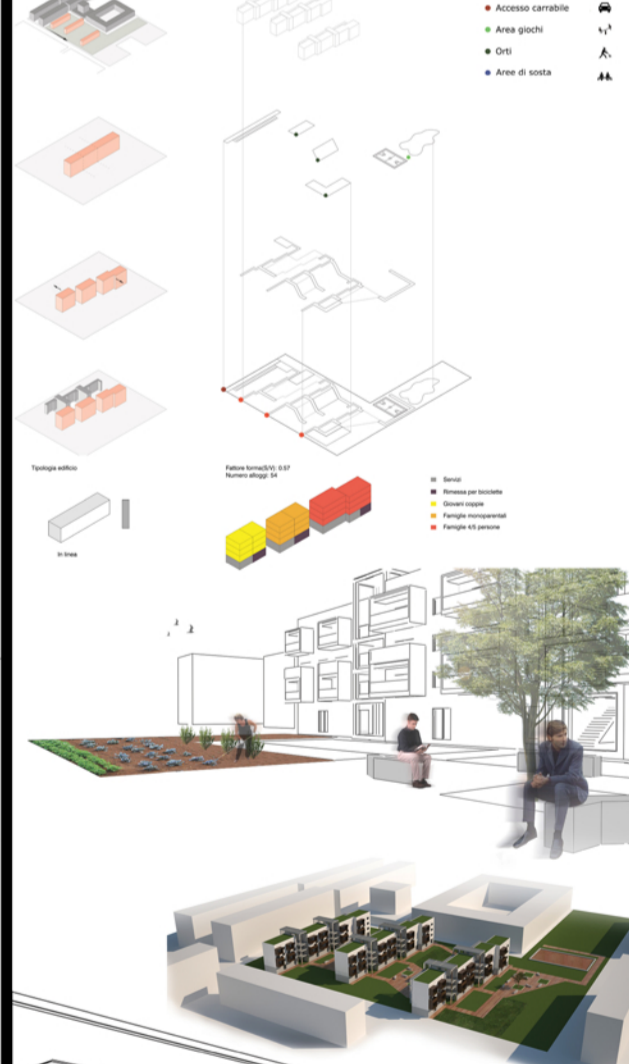 Accesso carrabile
Area giochi
Orti
Aree di sosta
Tipologia edificio
In linea
Fattore forma(S/V): 0.57
Numero alloggi: 54
Servizi
Rimessa per biciclette
Giovani coppie
Famiglie monoparentali
Famiglie 4/5 persone